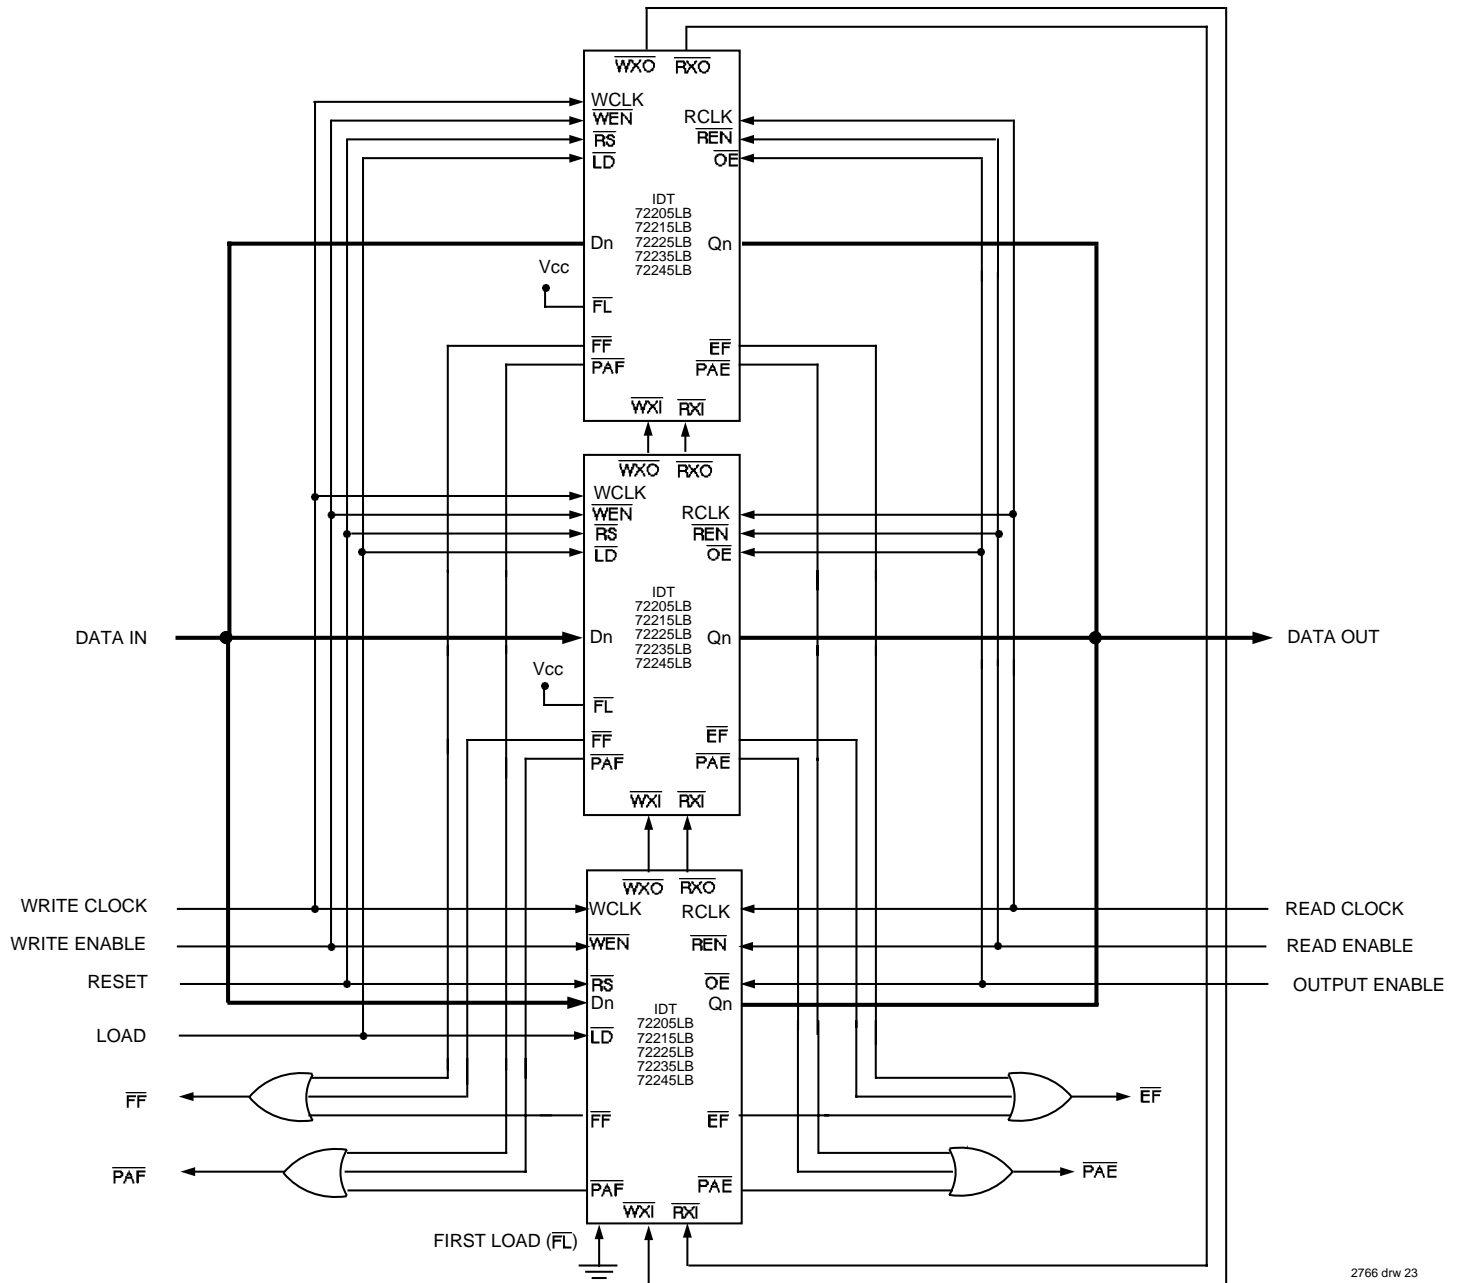 WXO RXO
WCLK
WEN RCLK
RS REN
LD OE
IDT
72205LB
72215LB
Dn 72225LB Qn
72235LB
72245LB
Vcc
FL
FF EF
PAF PAE
WXI RXI
WXO RXO
WCLK
WEN RCLK
RS REN
LD OE
IDT
72205LB
72215LB
DATA IN Dn 72225LB Qn DATA OUT
72235LB
72245LB
Vcc
FL
FF EF
PAF PAE
WXI RXI
WXO RXO
WRITE CLOCK WCLK RCLK READ CLOCK
WRITE ENABLE WEN REN READ ENABLE
RESET RS OE OUTPUT ENABLE
Dn IDT Qn
72205LB
LOAD LD 72215LB
72225LB
72235LB
72245LB
FF EF
FF EF
PAF PAE
PAF PAE
WXI RXI
FIRST LOAD (FL)
2766 drw 23